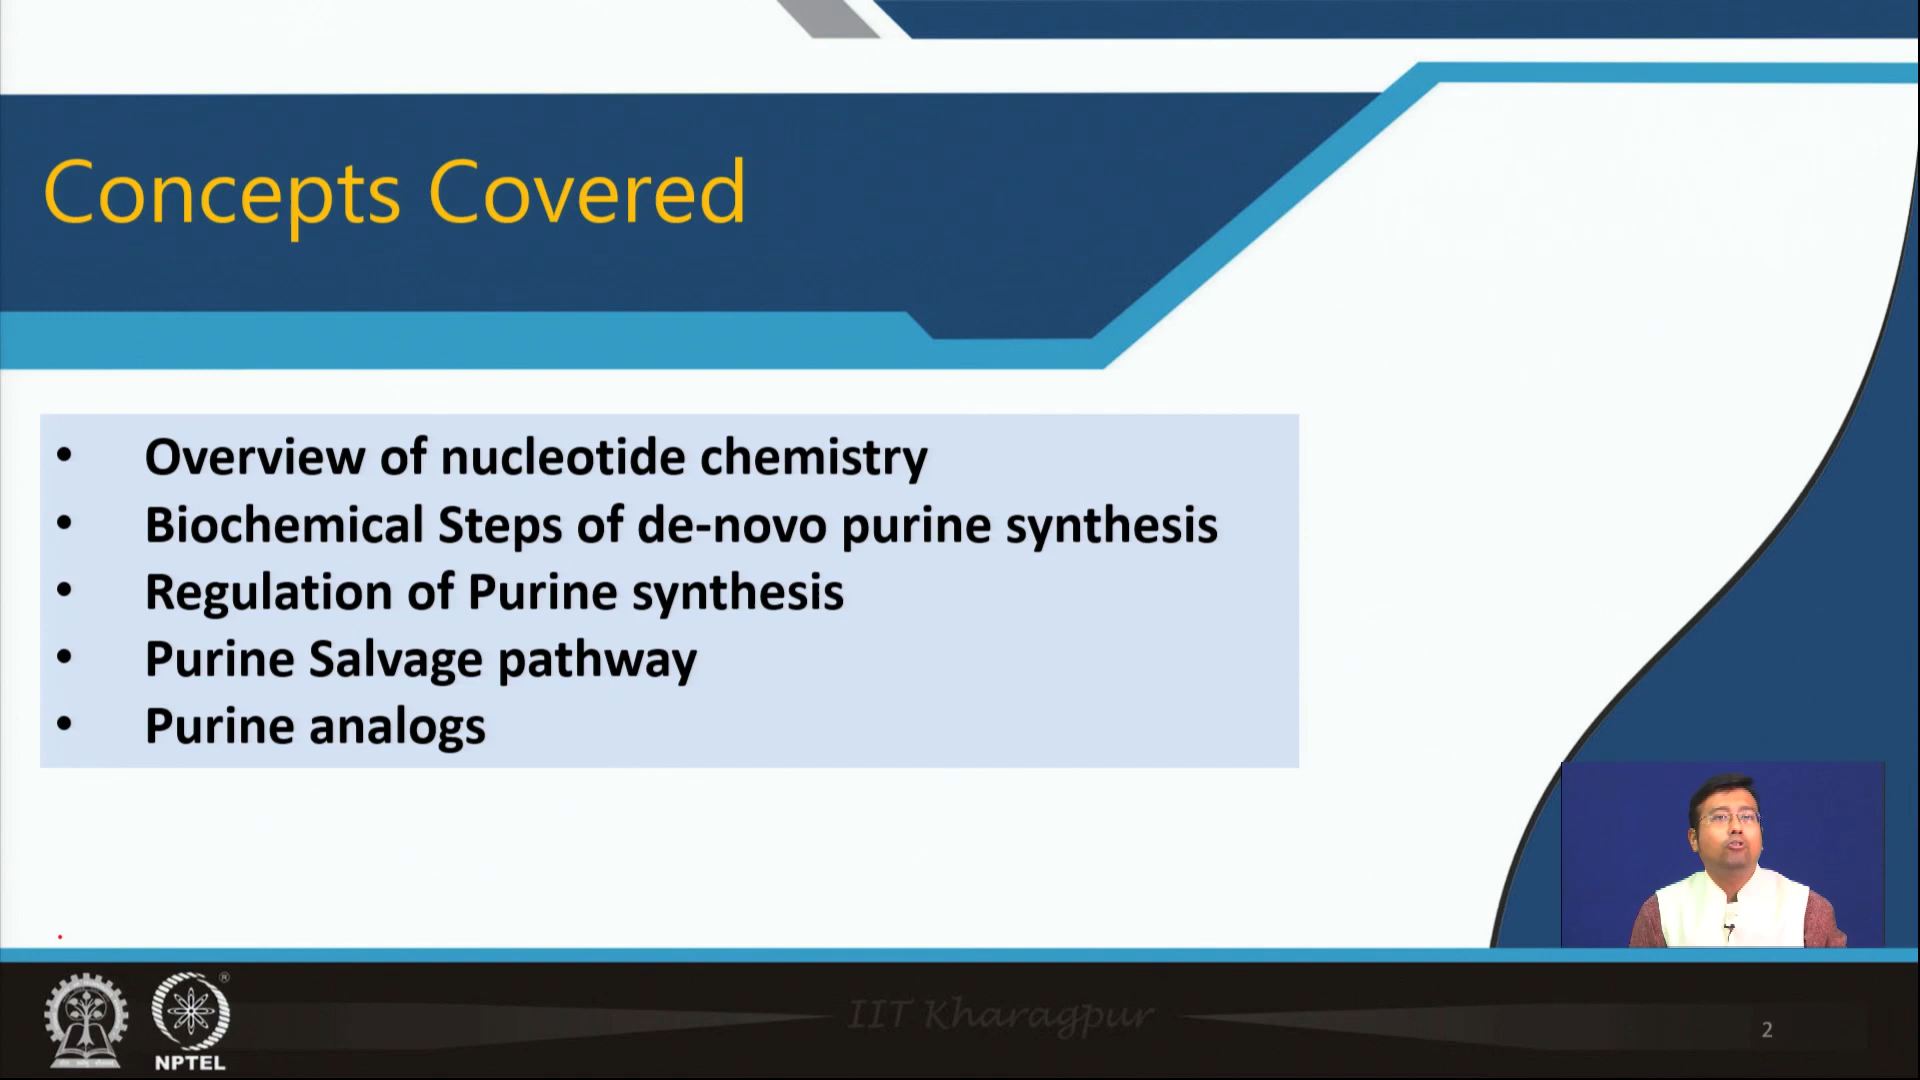 Concepts Covered
• Overview of nucleotide chemistry
• Biochemical Steps of de-novo purine synthesis
• Regulation of Purine synthesis
• Purine Salvage pathway
• Purine analogs
IIT Kharagpur
®
NPTEL
2